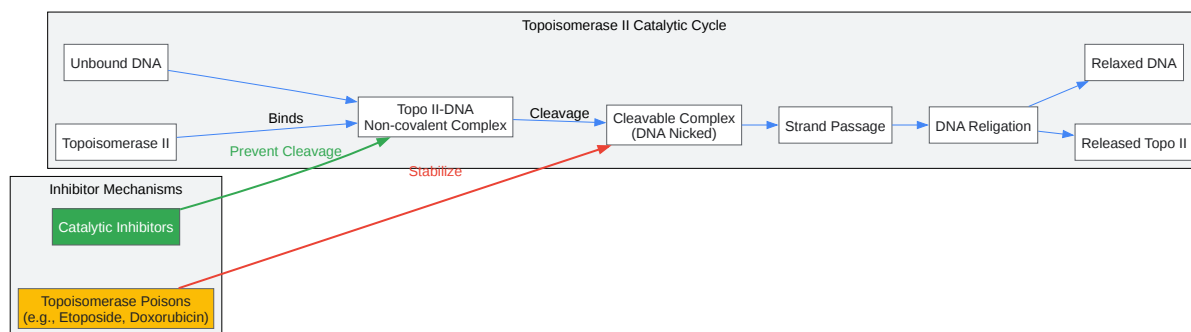 Topoisomerase II Catalytic Cycle
Unbound DNA
Topoisomerase II
Binds
Topo II-DNA
Non-covalent Complex
Cleavage
Cleavable Complex
(DNA Nicked)
Strand Passage
DNA Religation
Relaxed DNA
Released Topo II
Prevent Cleavage
Stabilize
Inhibitor Mechanisms
Catalytic Inhibitors
Topoisomerase Poisons
(e.g., Etoposide, Doxorubicin)